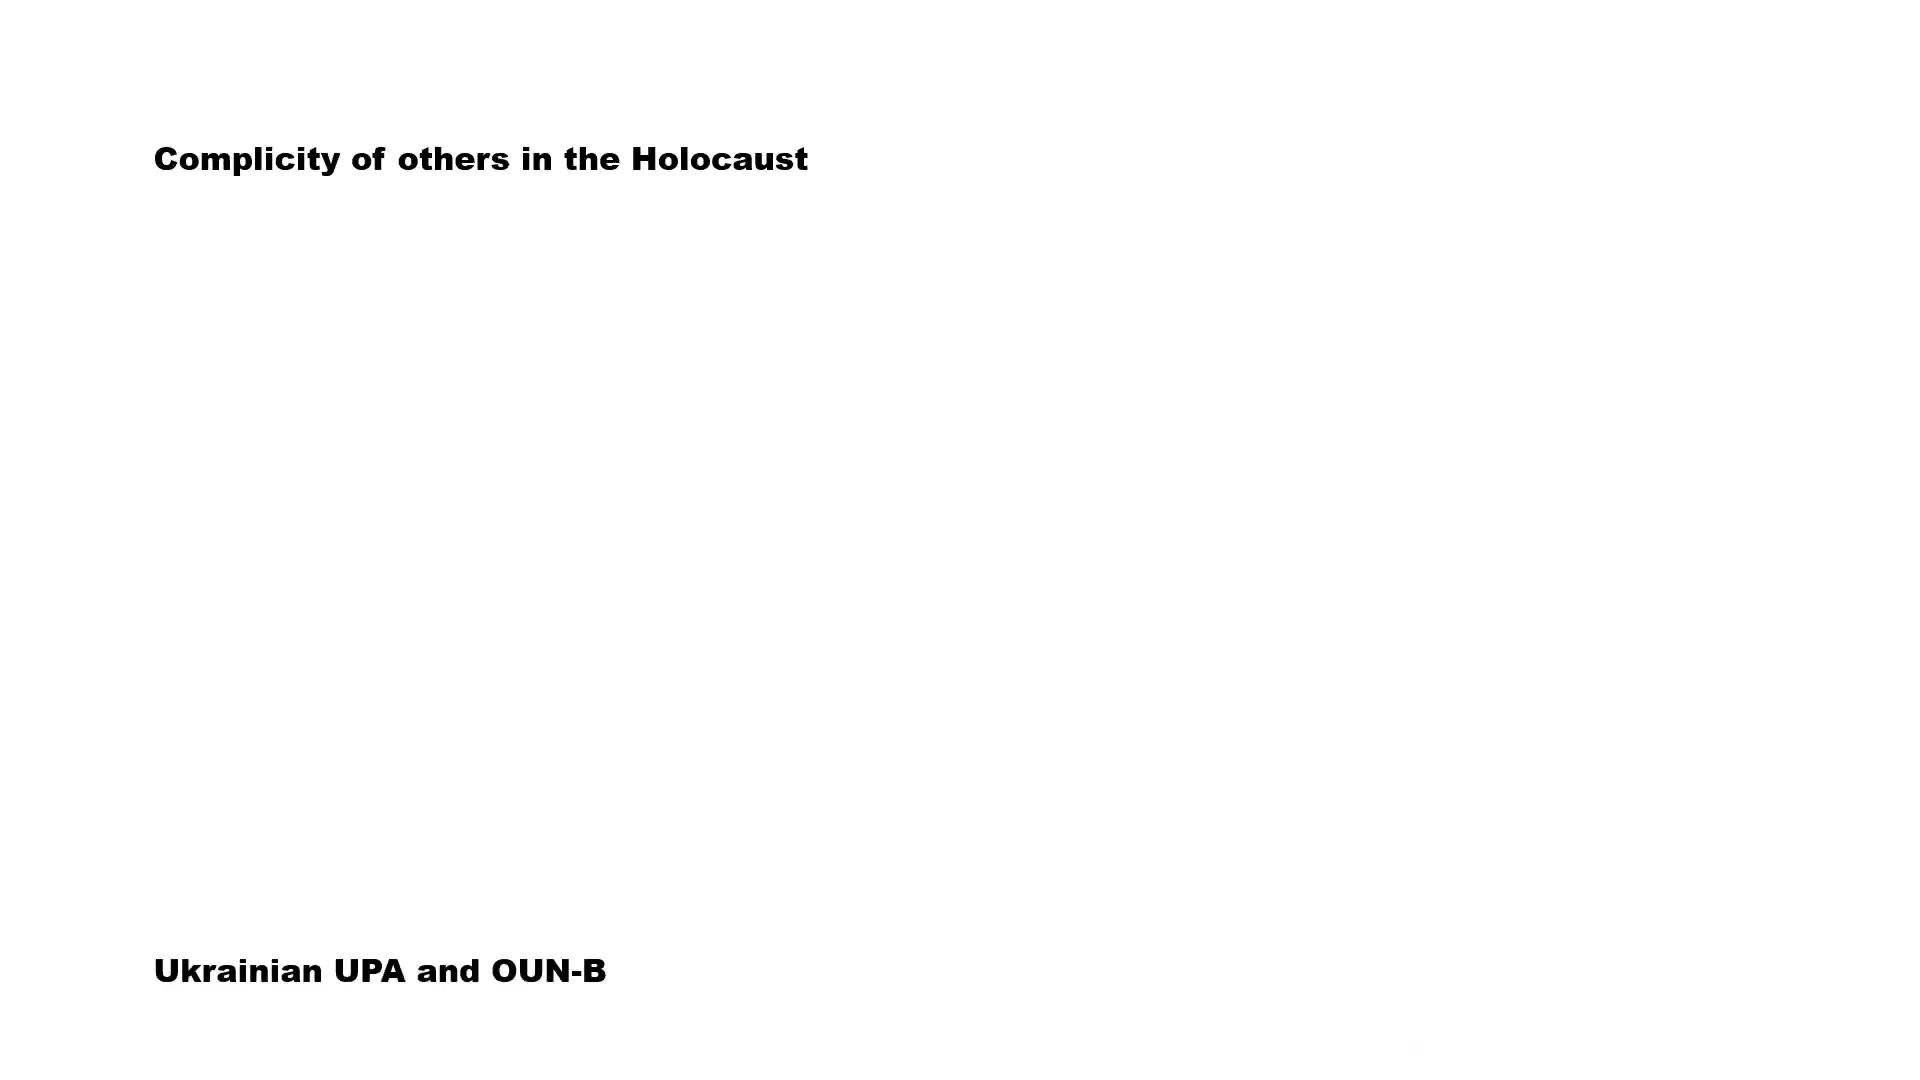 Complicity of others in the Holocaust
Ukrainian UPA and OUN-B